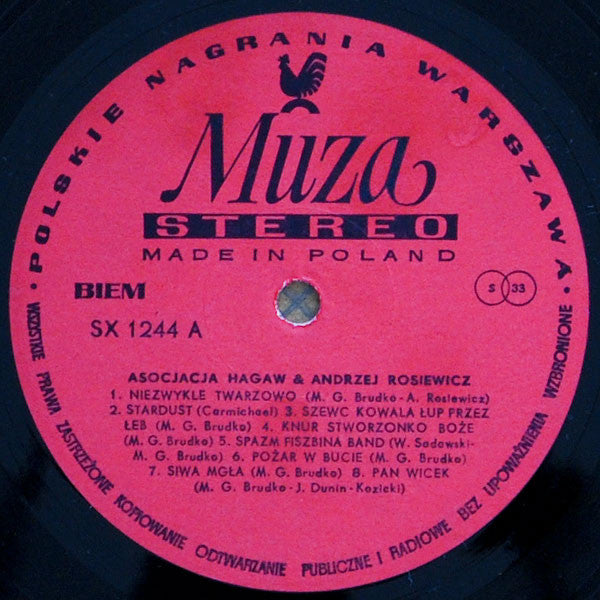 POLSKIE NAGRANIA WARSZAWA
Muza
STEREO
MADE IN POLAND
BIEM
S 33
SX 1244 A
ASOCJACJA HAGAW & ANDRZEJ ROSIEWICZ
1. NIEZWYKLE TWARZOWO (M. G. Brudko-A. Rosiewicz)
2. STARDUST (Carmichael) 3. SZEWC KOWALA ŁUP PRZEZ
ŁEB (M. G. Brudko) 4. KNUR STWORZONKO BOŻE
(M. G. Brudko) 5. SPAZM FISZBINA BAND (W. Sadowski-
M. G. Brudko) 6. POŻAR W BUCIE (M. G. Brudko)
7. SIWA MGŁA (M. G. Brudko) 8. PAN WICEK
(M. G. Brudko-J. Dunin-Kozicki)
WSZYSTKIE PRAWA ZASTRZEŻONE KOPIOWANIE ODTWARZANIE PUBLICZNE I RADIOWE BEZ UPOWAŻNIENIA WZBRONIONE